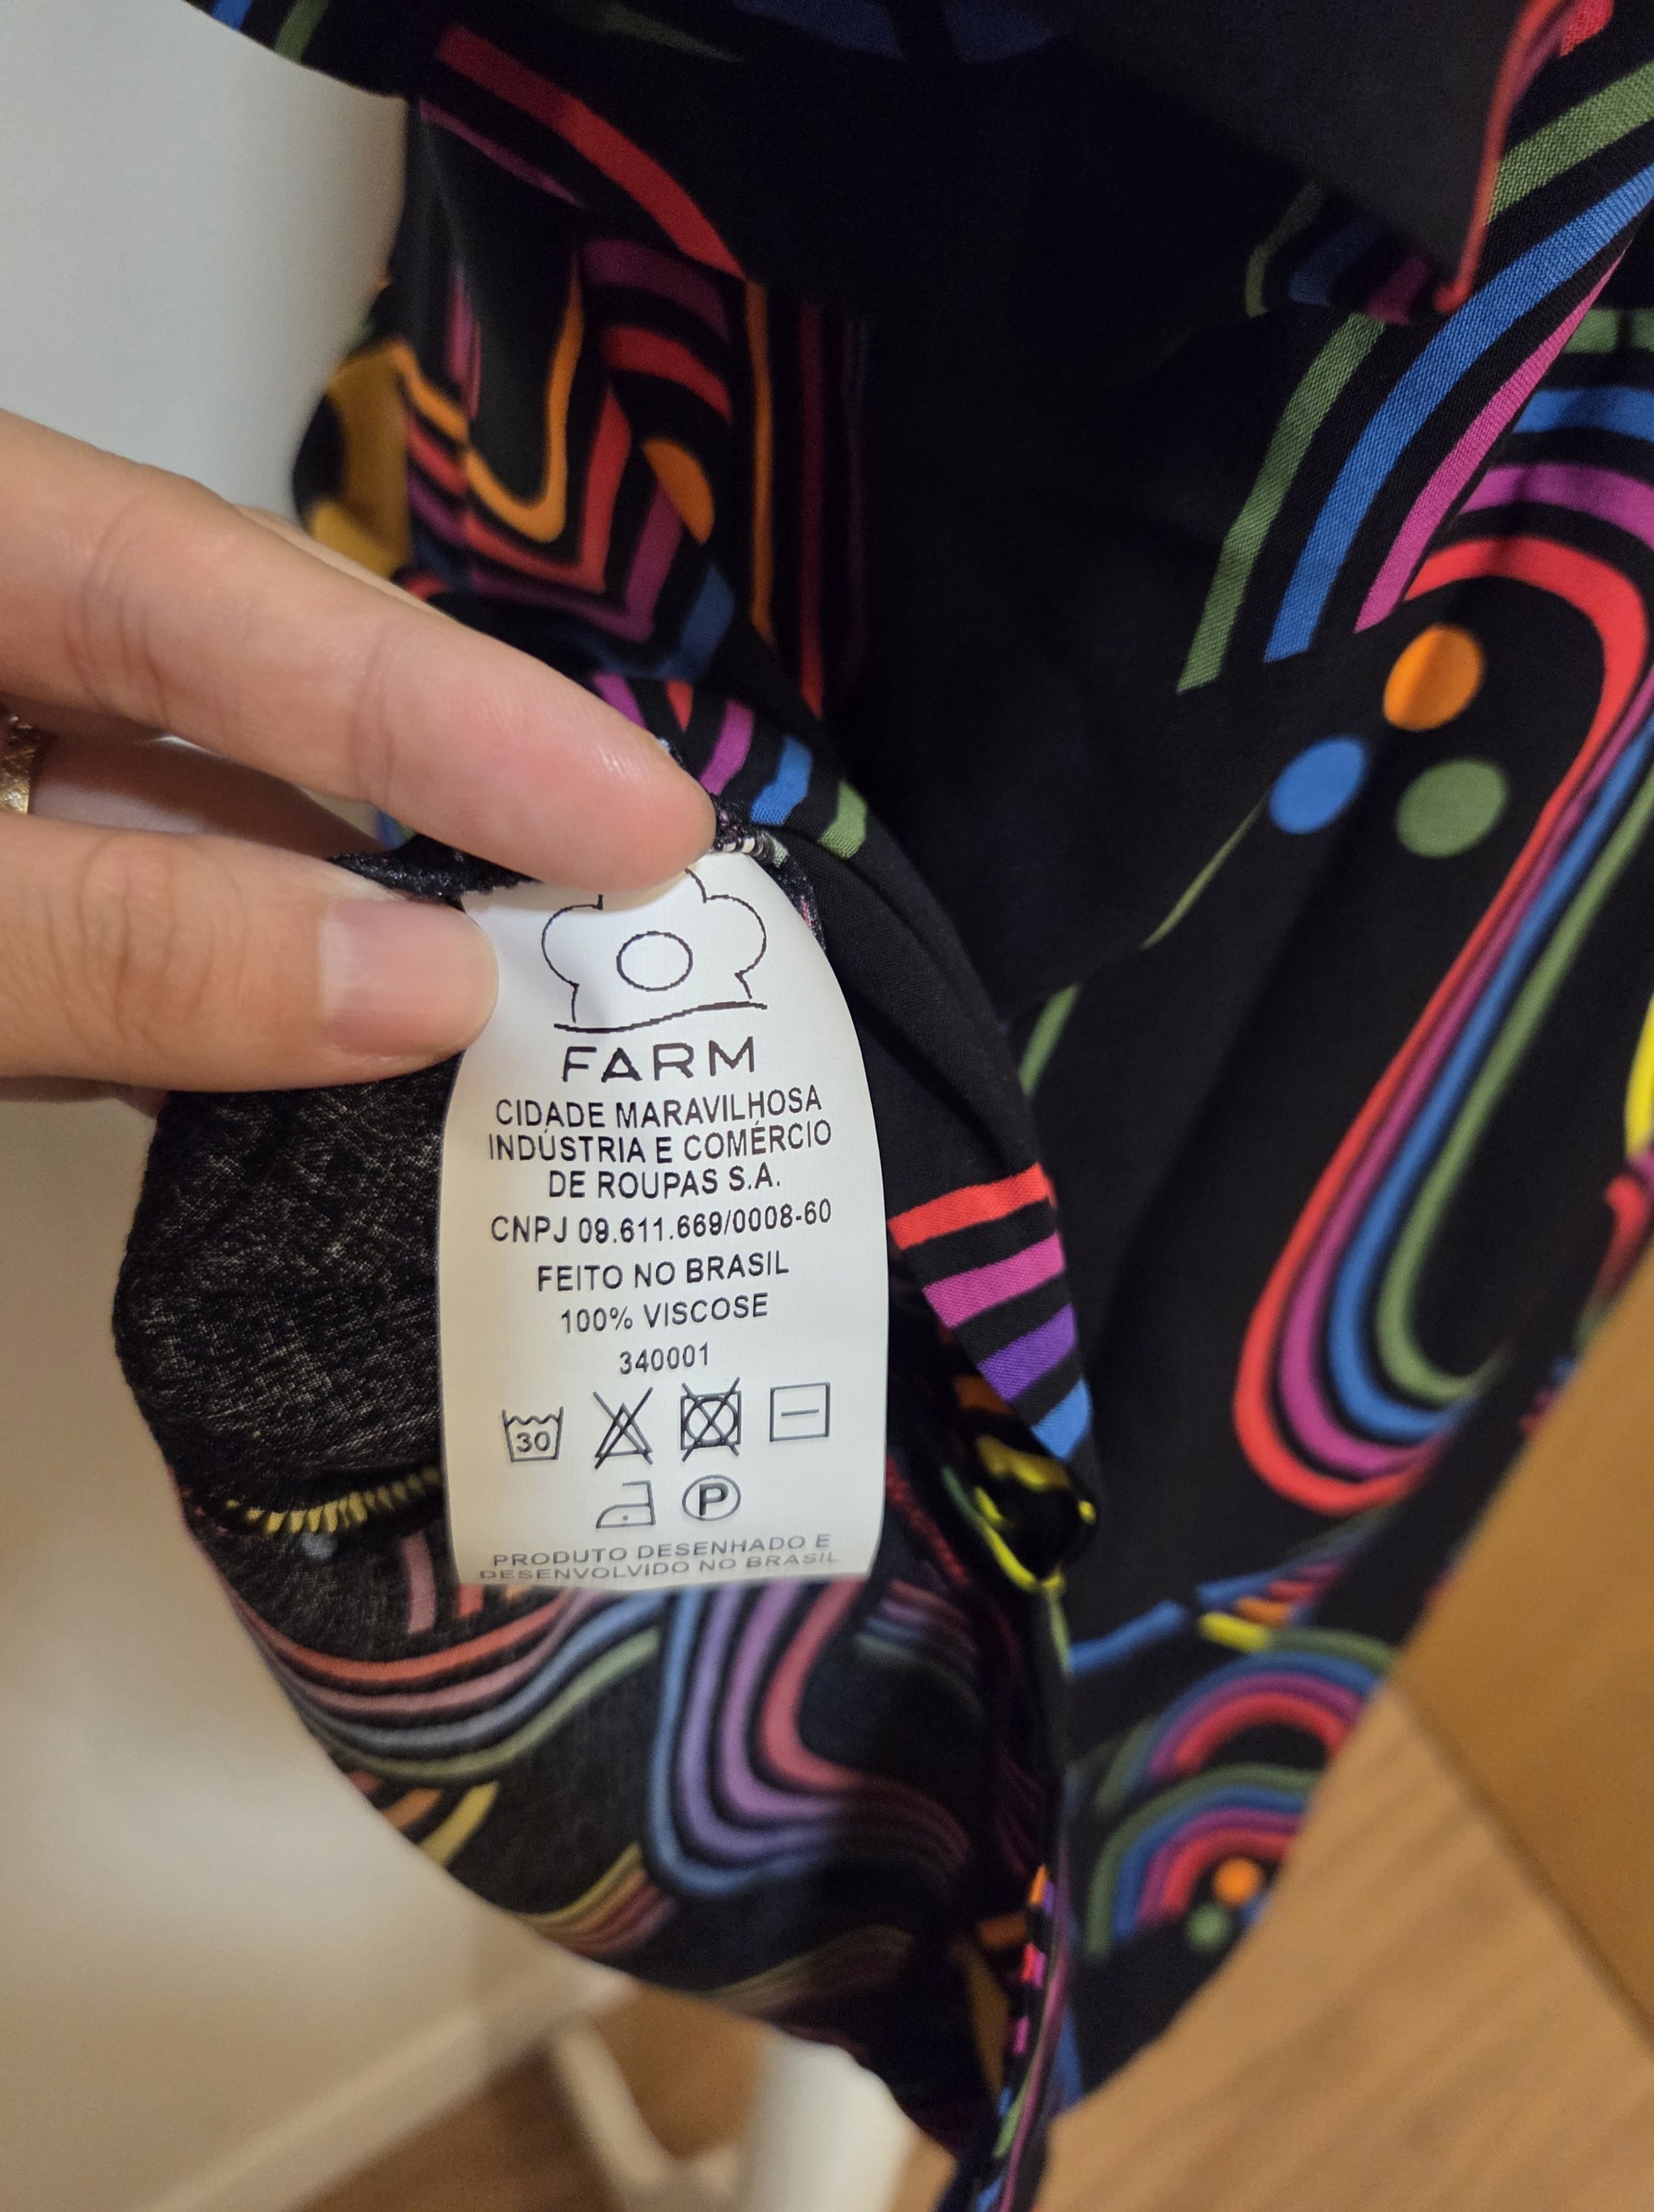 FARM
CIDADE MARAVILHOSA
INDÚSTRIA E COMÉRCIO
DE ROUPAS S.A.
CNPJ 09.611.669/0008-60
FEITO NO BRASIL
100% VISCOSE
340001
30
P
PRODUTO DESENHADO E
DESENVOLVIDO NO BRASIL